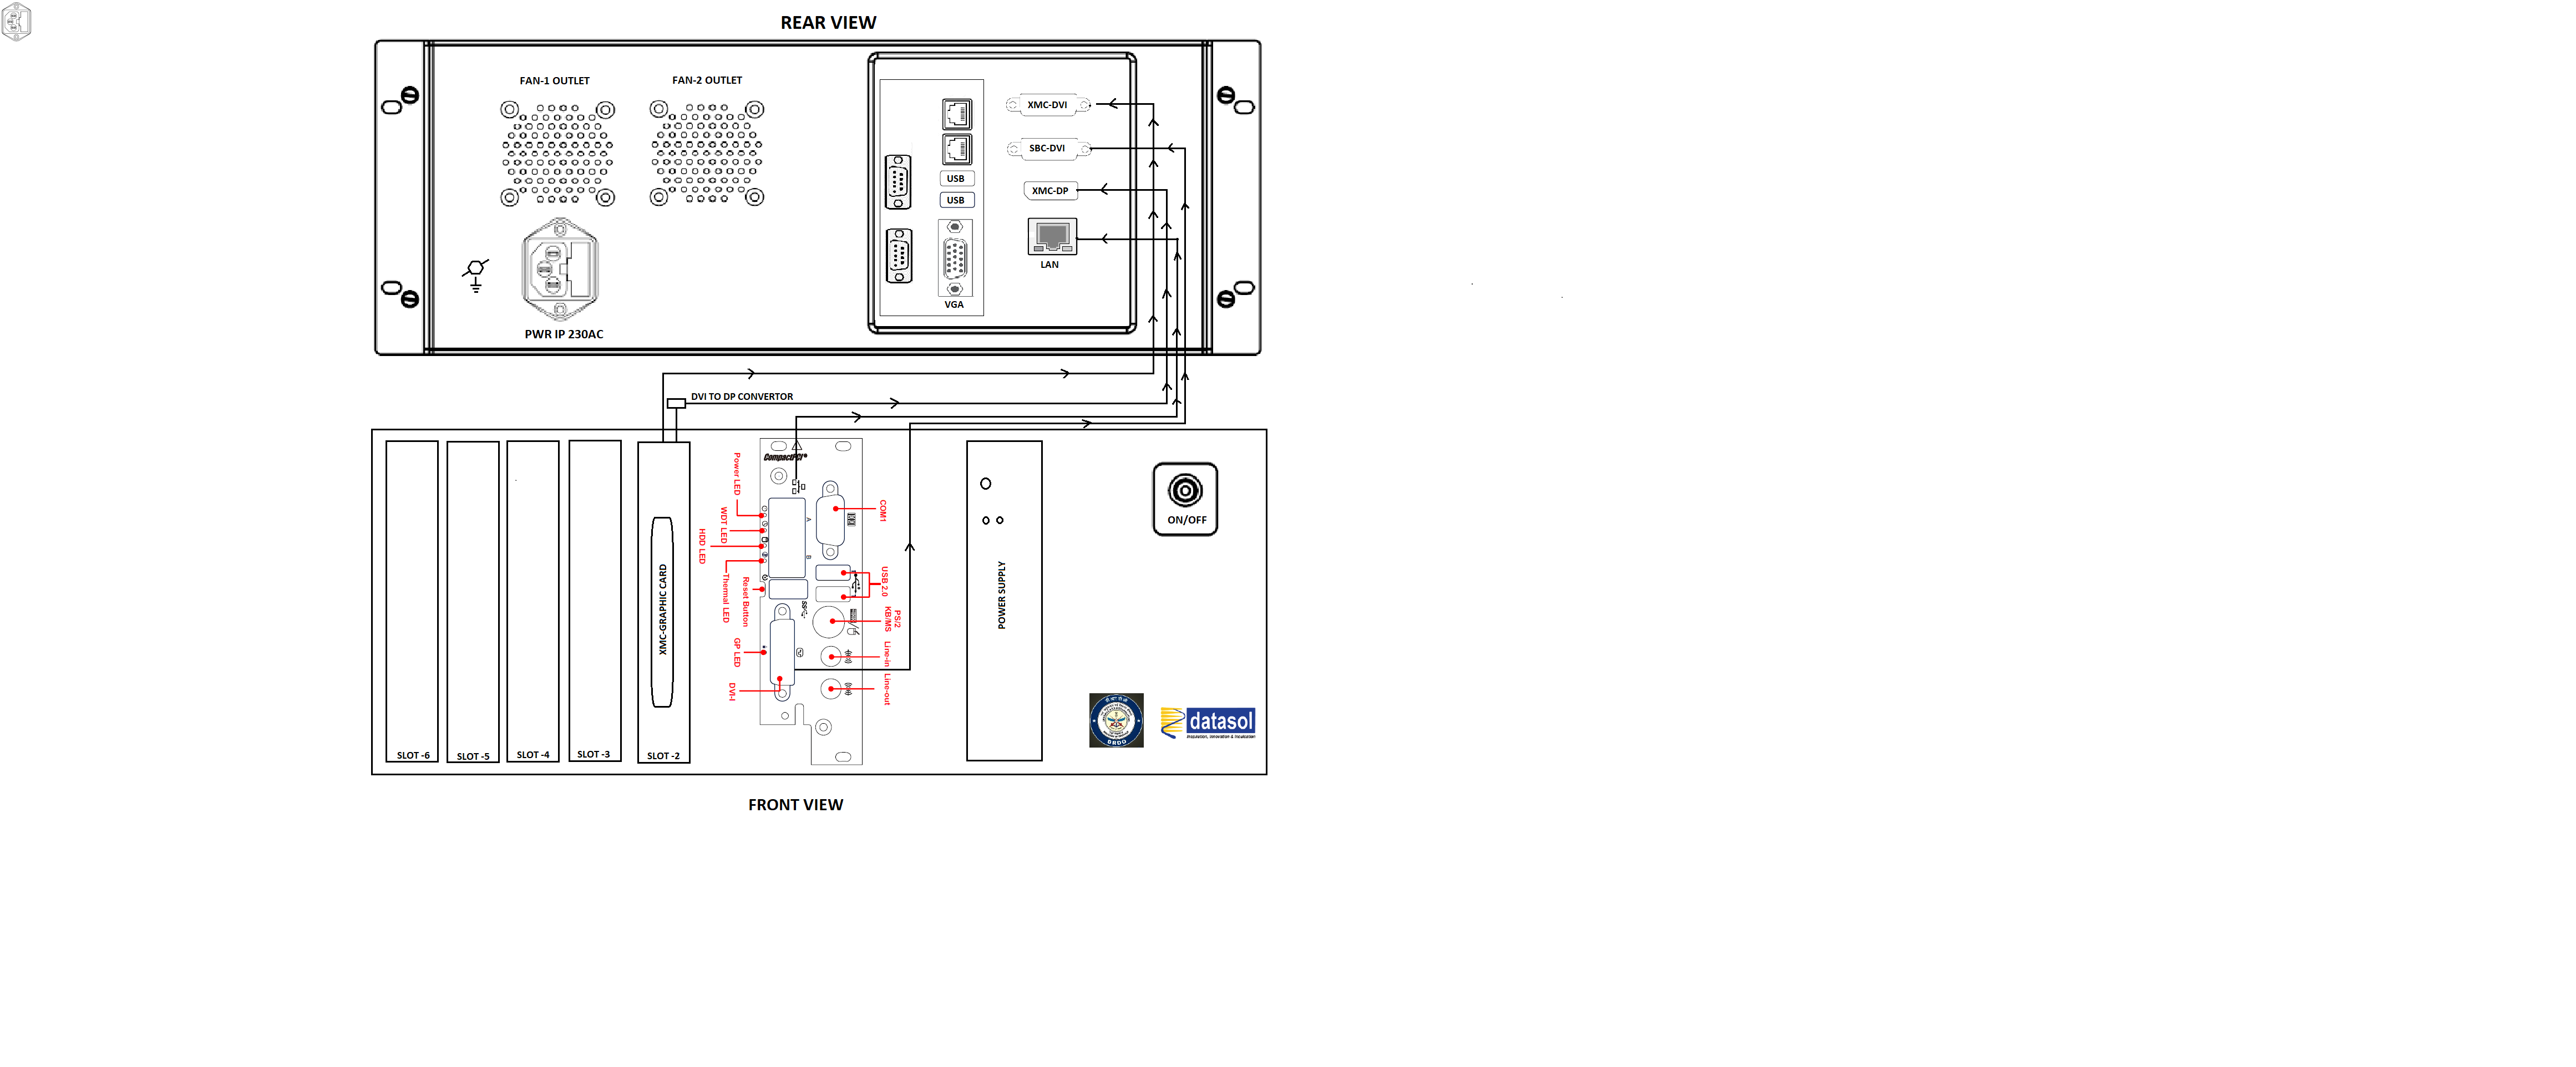 REAR VIEW
FAN-1 OUTLET
FAN-2 OUTLET
XMC-DVI
SBC-DVI
USB
XMC-DP
USB
LAN
VGA
PWR IP 230AC
DVI TO DP CONVERTOR
CompactPCI®
Power LED
WDT LED
HDD LED
Thermal LED
Reset Button
GP LED
DVI-I
A
B
SS
COM1
USB 2.0
PS/2
KB/MS
Line-in
Line-out
XMC-GRAPHIC CARD
POWER SUPPLY
ON/OFF
DRDO
datasol
SLOT -6
SLOT -5
SLOT -4
SLOT -3
SLOT -2
FRONT VIEW